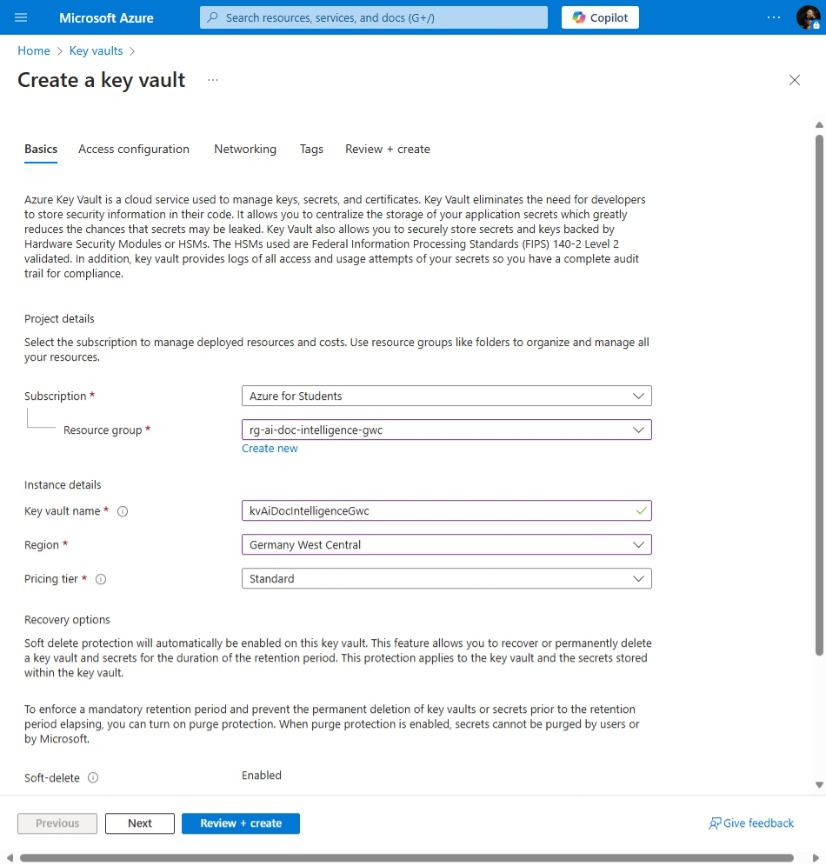 Microsoft Azure
Search resources, services, and docs (G+/)
Copilot
Home > Key vaults >
Create a key vault
Basics Access configuration Networking Tags Review + create
Azure Key Vault is a cloud service used to manage keys, secrets, and certificates. Key Vault eliminates the need for developers
to store security information in their code. It allows you to centralize the storage of your application secrets which greatly
reduces the chances that secrets may be leaked. Key Vault also allows you to securely store secrets and keys backed by
Hardware Security Modules or HSMs. The HSMs used are Federal Information Processing Standards (FIPS) 140-2 Level 2
validated. In addition, key vault provides logs of all access and usage attempts of your secrets so you have a complete audit
trail for compliance.
Project details
Select the subscription to manage deployed resources and costs. Use resource groups like folders to organize and manage all
your resources.
Subscription * Azure for Students
Resource group * rg-ai-doc-intelligence-gwc
Create new
Instance details
Key vault name * kvAiDocIntelligenceGwc
Region * Germany West Central
Pricing tier * Standard
Recovery options
Soft delete protection will automatically be enabled on this key vault. This feature allows you to recover or permanently delete
a key vault and secrets for the duration of the retention period. This protection applies to the key vault and the secrets stored
within the key vault.
To enforce a mandatory retention period and prevent the permanent deletion of key vaults or secrets prior to the retention
period elapsing, you can turn on purge protection. When purge protection is enabled, secrets cannot be purged by users or
by Microsoft.
Soft-delete Enabled
Previous Next Review + create Give feedback